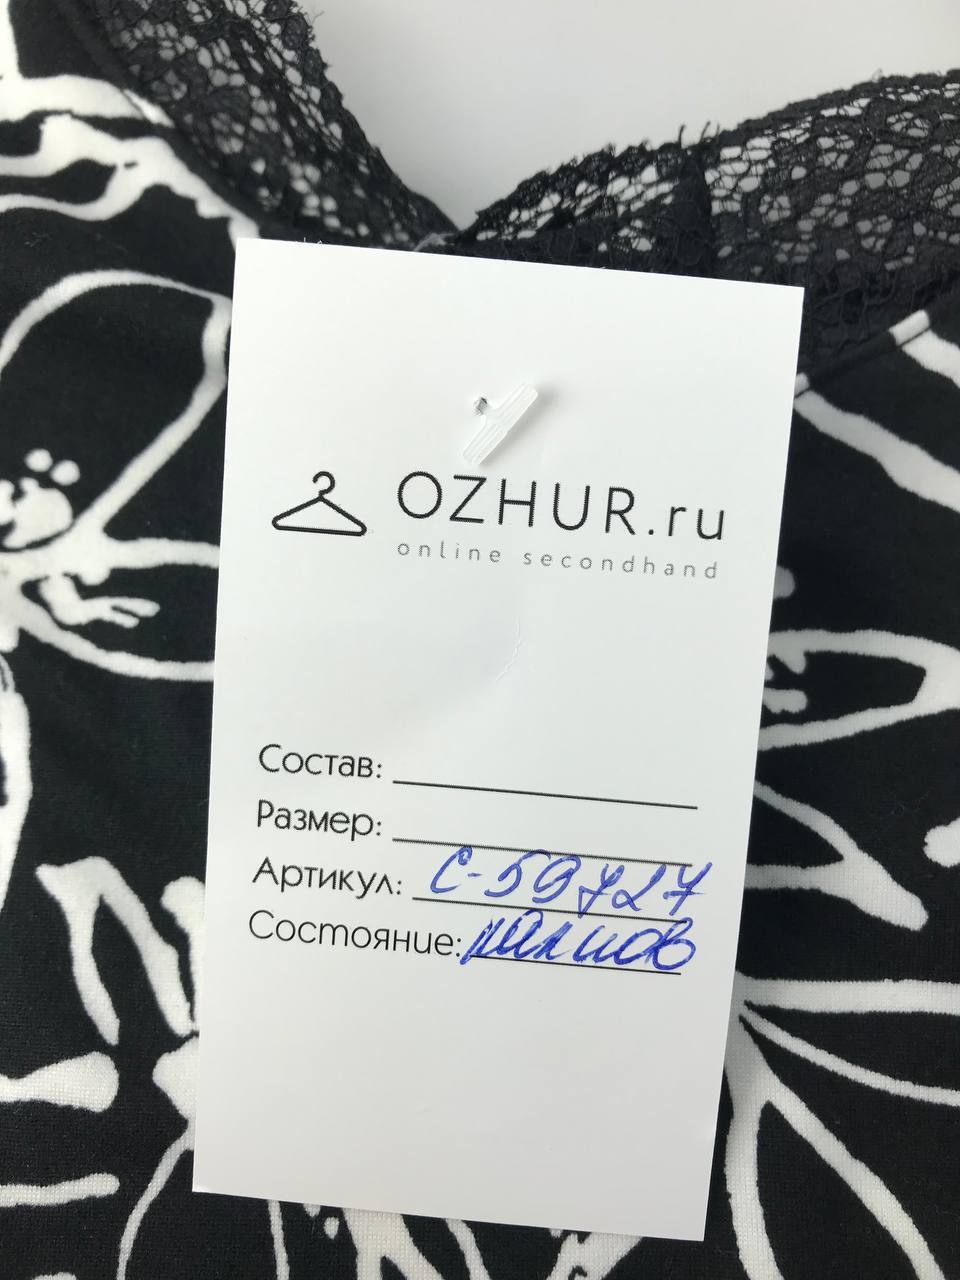 OZHUR.ru
online secondhand
Состав:
Размер:
Артикул: С-59727
Состояние: